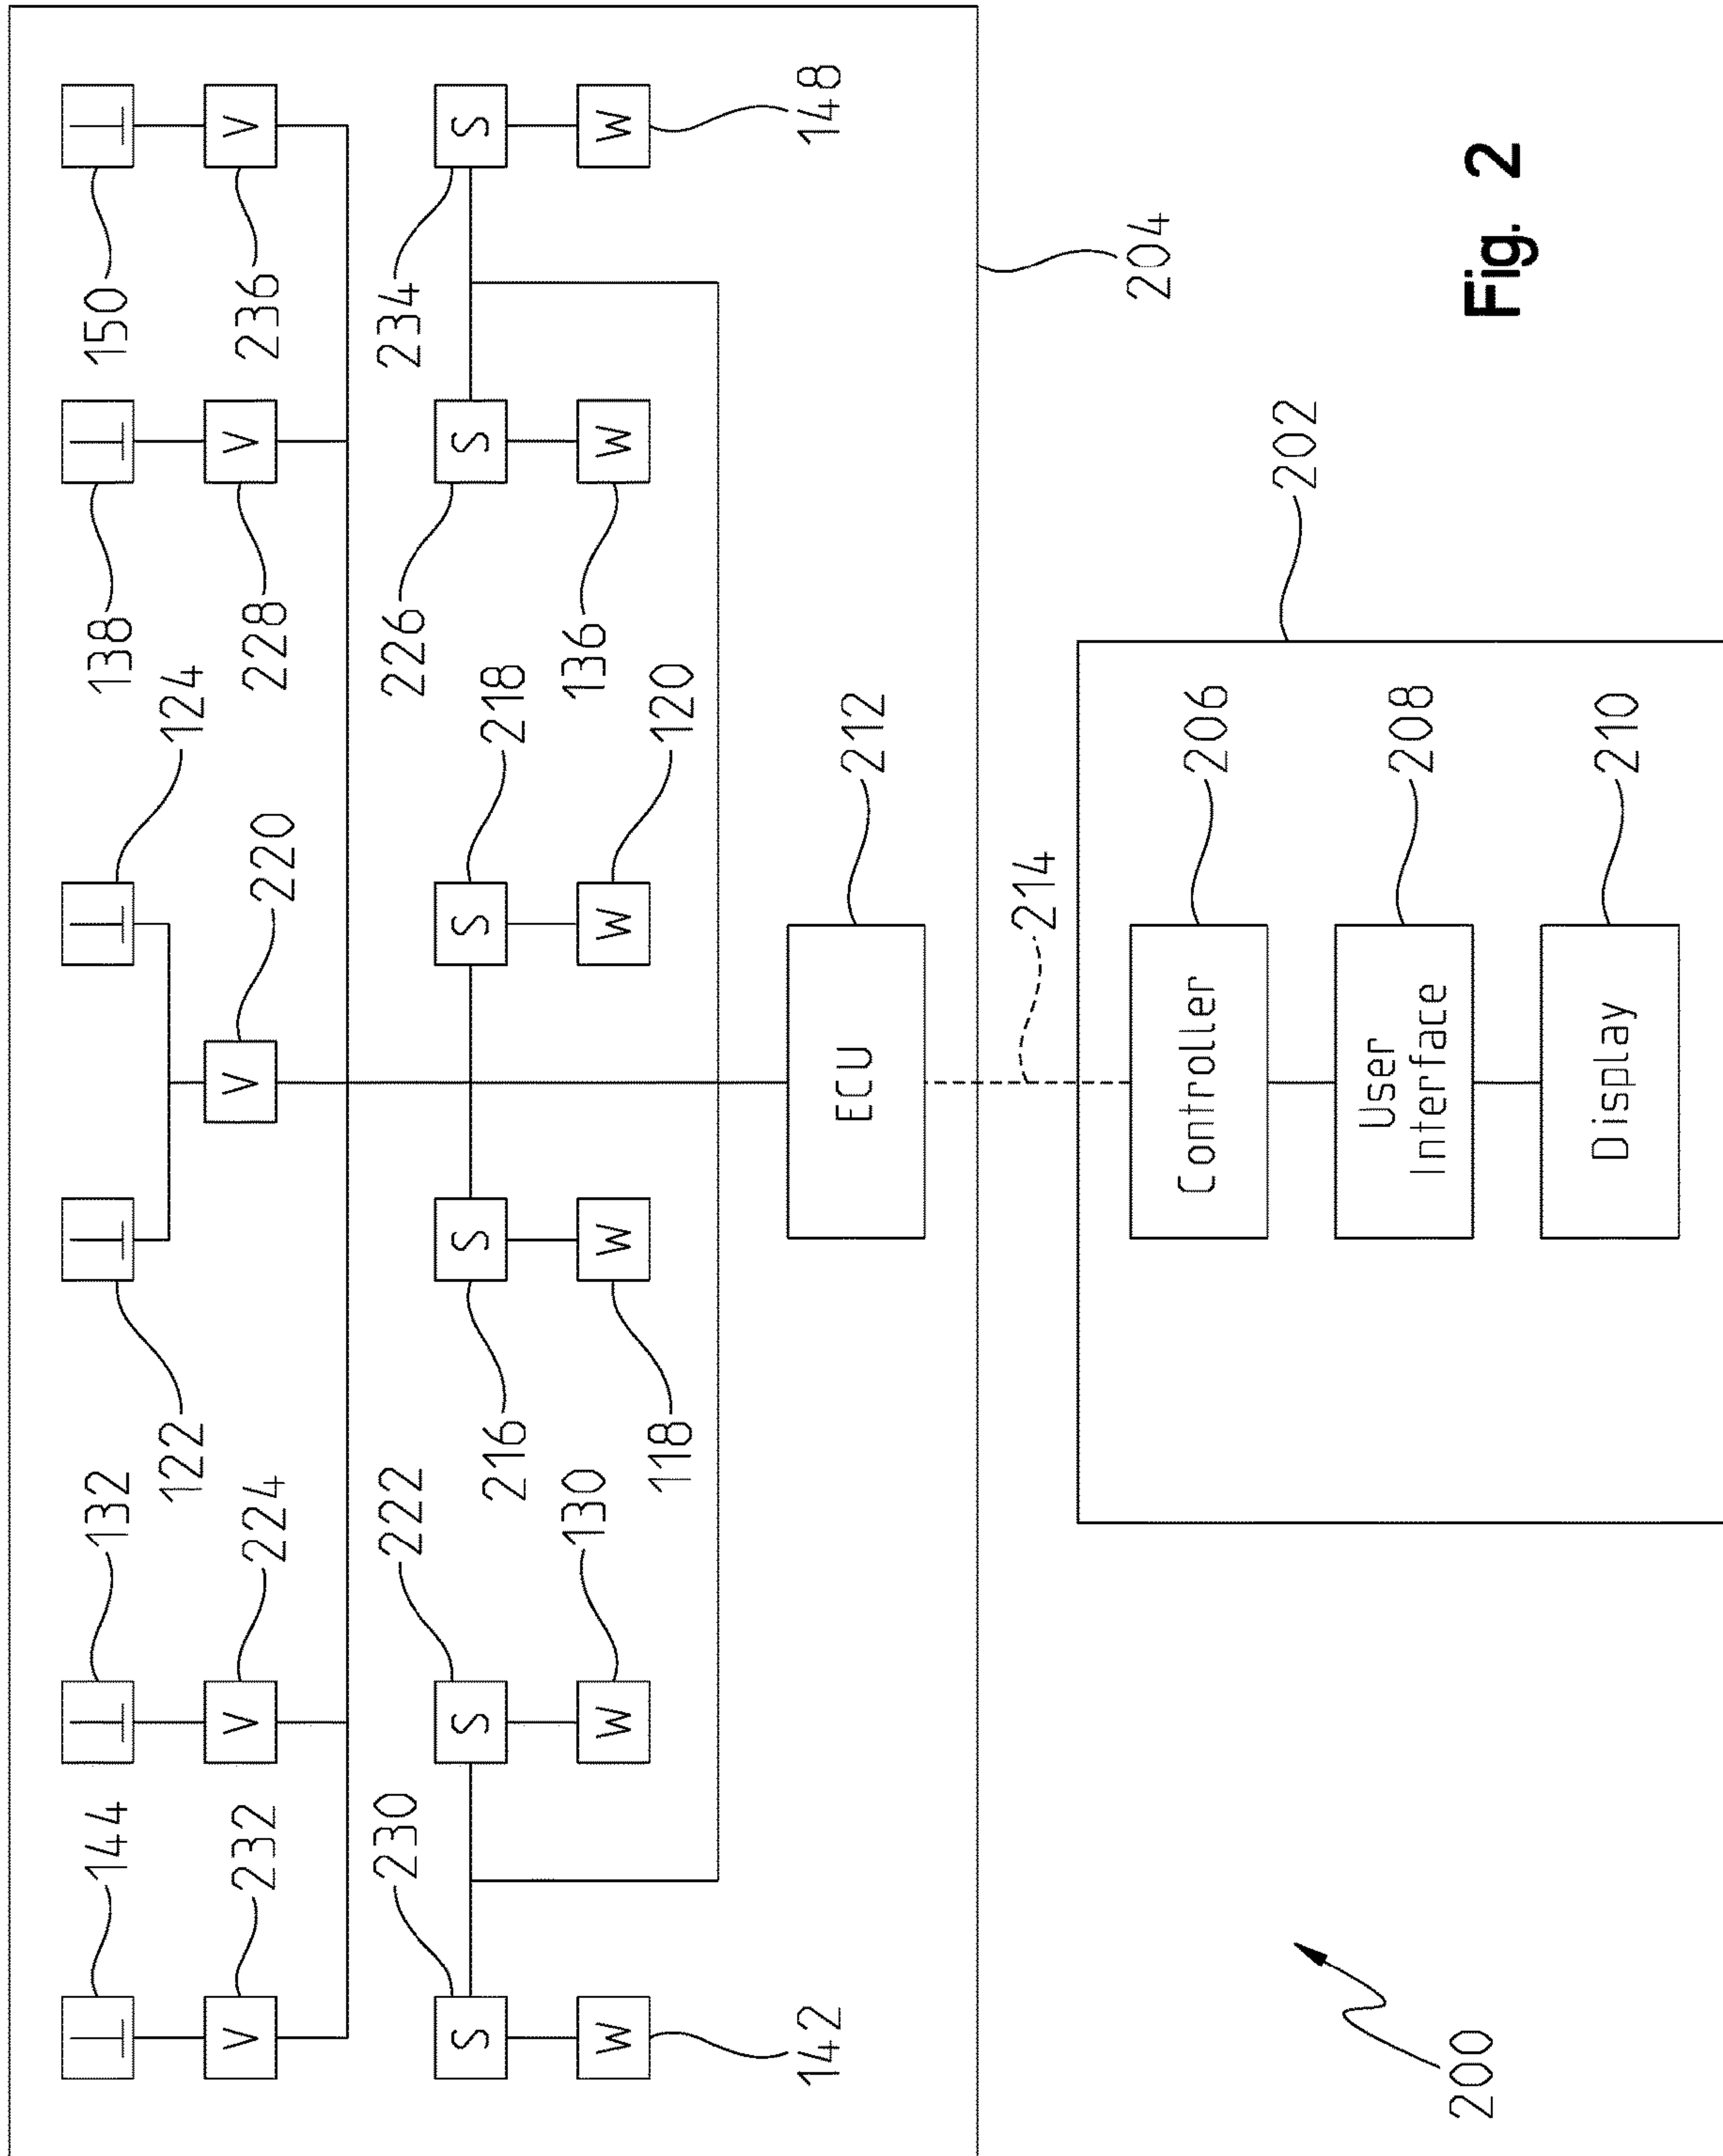 144
132
138
150
122
124
V
V
V
V
V
232
224
220
228
236
230
222
216
218
226
234
S
S
S
S
S
S
W
W
W
W
W
W
130
118
120
136
142
148
ECU
212
214
204
Controller
206
202
User
Interface
208
200
Display
210
Fig. 2